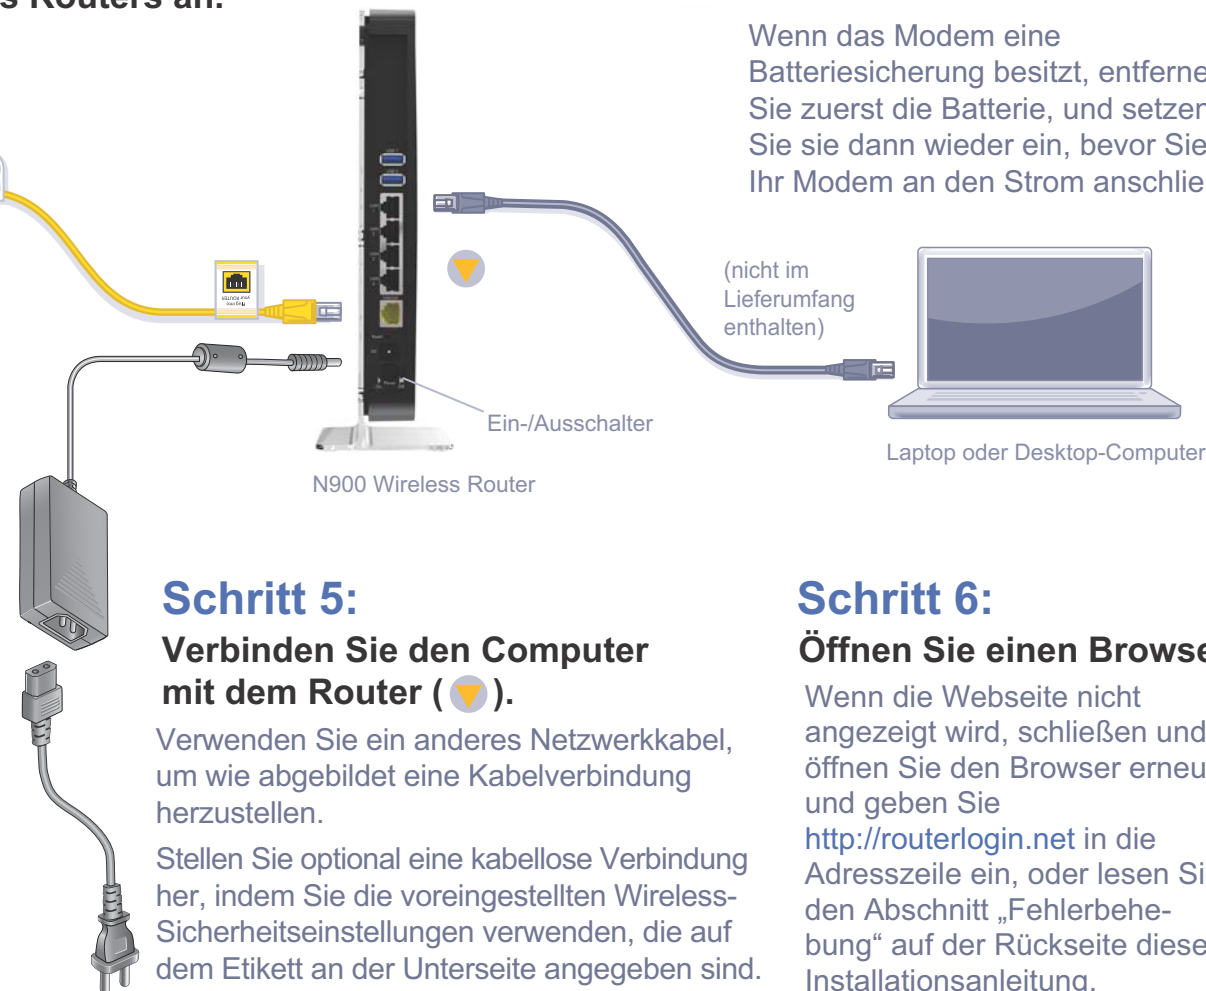 s Routers an.
Wenn das Modem eine
Batteriesicherung besitzt, entferne
Sie zuerst die Batterie, und setzen
Sie sie dann wieder ein, bevor Sie
Ihr Modem an den Strom anschlie
(nicht im
Lieferumfang
enthalten)
Ein-/Ausschalter
N900 Wireless Router
Laptop oder Desktop-Computer
Schritt 5:
Verbinden Sie den Computer
mit dem Router ( ).
Verwenden Sie ein anderes Netzwerkkabel,
um wie abgebildet eine Kabelverbindung
herzustellen.
Stellen Sie optional eine kabellose Verbindung
her, indem Sie die voreingestellten Wireless-
Sicherheitseinstellungen verwenden, die auf
dem Etikett an der Unterseite angegeben sind.
Schritt 6:
Öffnen Sie einen Browse
Wenn die Webseite nicht
angezeigt wird, schließen und
öffnen Sie den Browser erneu
und geben Sie
http://routerlogin.net in die
Adresszeile ein, oder lesen Si
den Abschnitt „Fehlerbehe-
bung“ auf der Rückseite diese
Installationsanleitung.